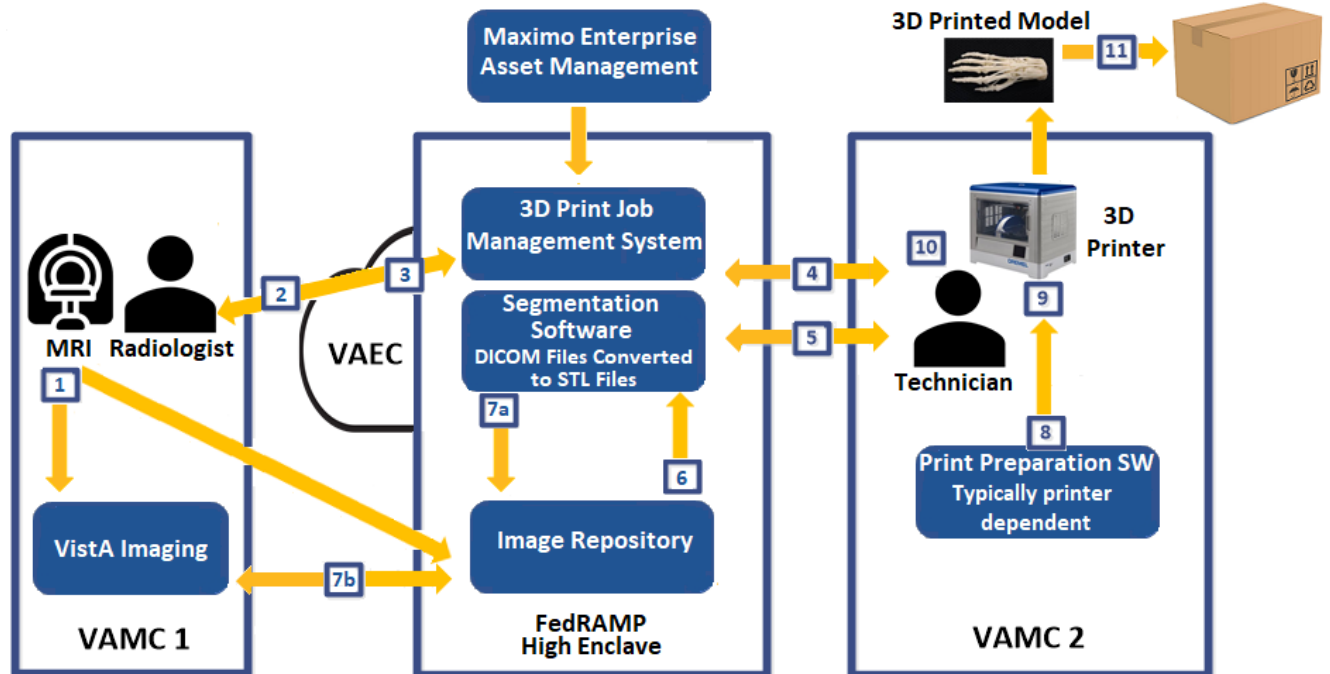 Maximo Enterprise
Asset Management
3D Printed Model
11
3D Print Job
Management System
3D
Printer
10
2
3
4
Segmentation
Software
DICOM Files Converted
to STL Files
VAEC
MRI
Radiologist
5
9
Technician
1
7a
6
8
Print Preparation SW
Typically printer
dependent
VistA Imaging
Image Repository
7b
FedRAMP
High Enclave
VAMC 1
VAMC 2